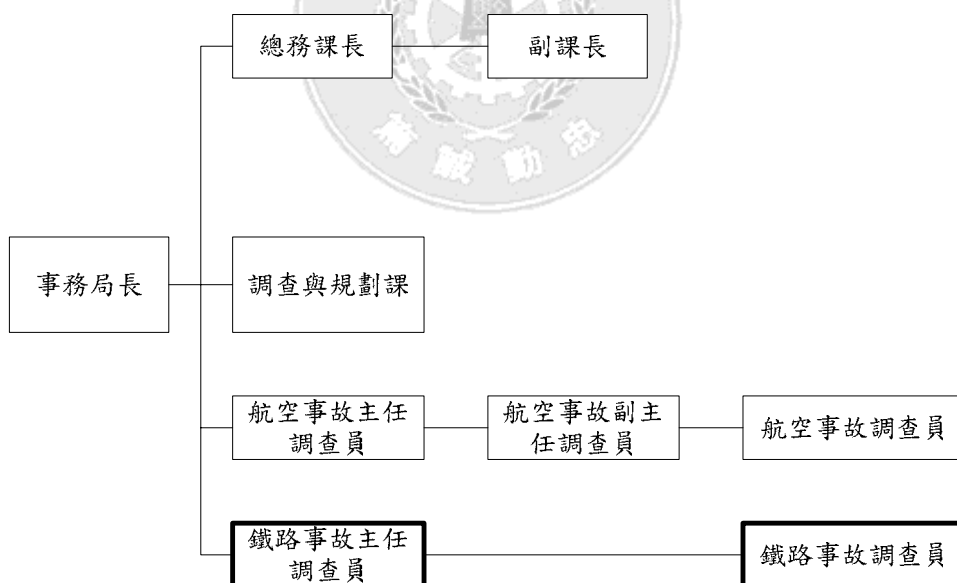 總務課長
副課長
事務局長
調查與規劃課
航空事故主任
調查員
航空事故副主
任調查員
航空事故調查員
鐵路事故主任
調查員
鐵路事故調查員